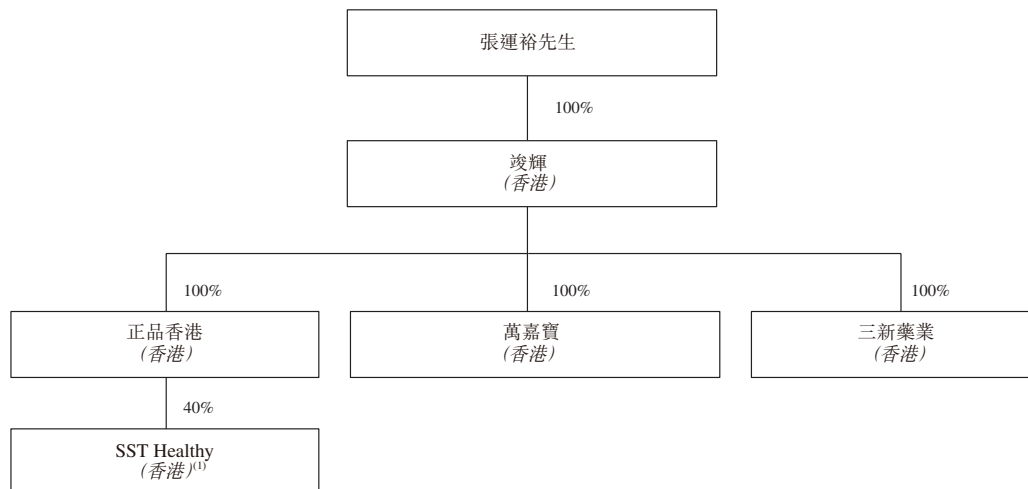 張運裕先生
100%
竣輝
(香港)
100%
100%
100%
正品香港
(香港)
萬嘉寶
(香港)
三新藥業
(香港)
40%
SST Healthy
(香港)(1)